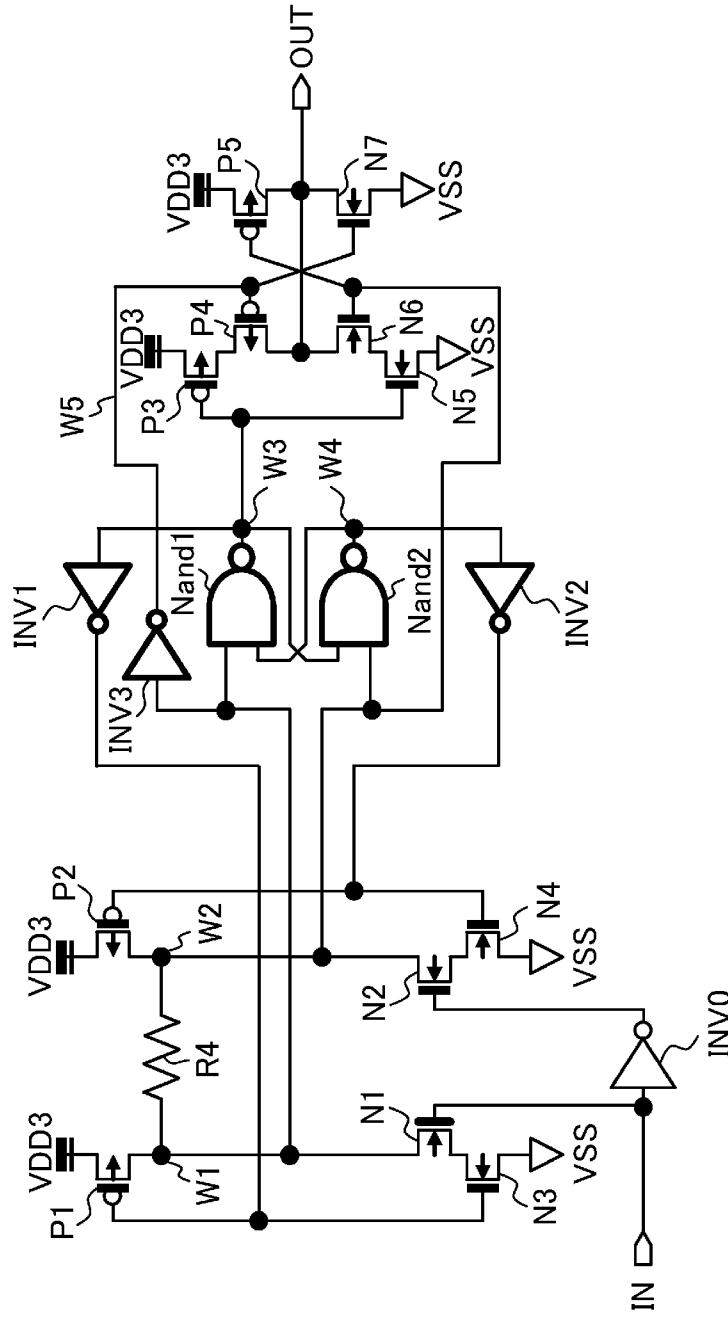 VDD3
P1
VDD3
P2
W1
R4
W2
N1
N3
VSS
N2
N4
VSS
IN
INV0
INV1
INV3
Nand1
Nand2
INV2
W3
W4
W5
VDD3
P3
P4
N6
N5
VSS
VDD3
P5
N7
VSS
OUT